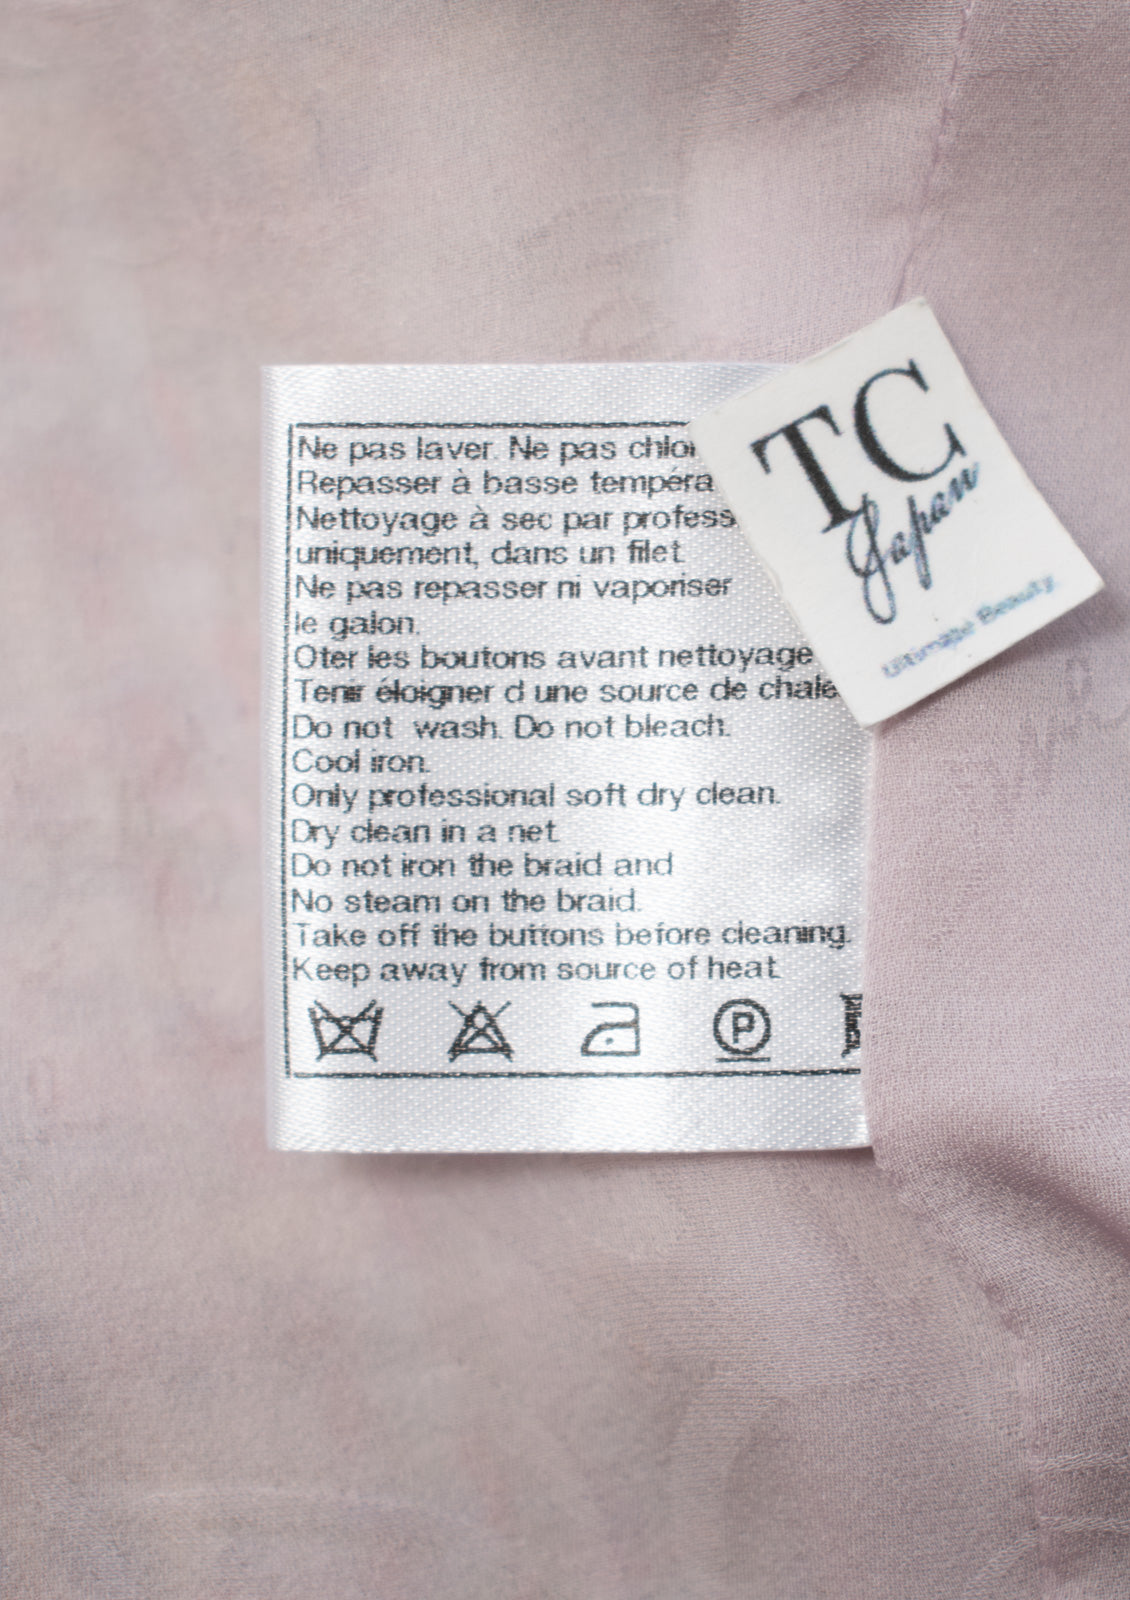 Ne pas laver. Ne pas
Repasser à basse
Nettoyage à sec par
uniquement, dans un filet.
Ne pas repasser ni vaporiser
le galon.
Oter les boutons avant nettoyage
Tenir éloigner d une source de
Do not wash. Do not bleach.
Cool iron.
Only professional soft dry clean.
Dry clean in a net.
Do not iron the braid and
No steam on the braid.
Take off the buttons before cleaning.
Keep away from source of heat.
P
TC
Japan
Ultimate Beauty